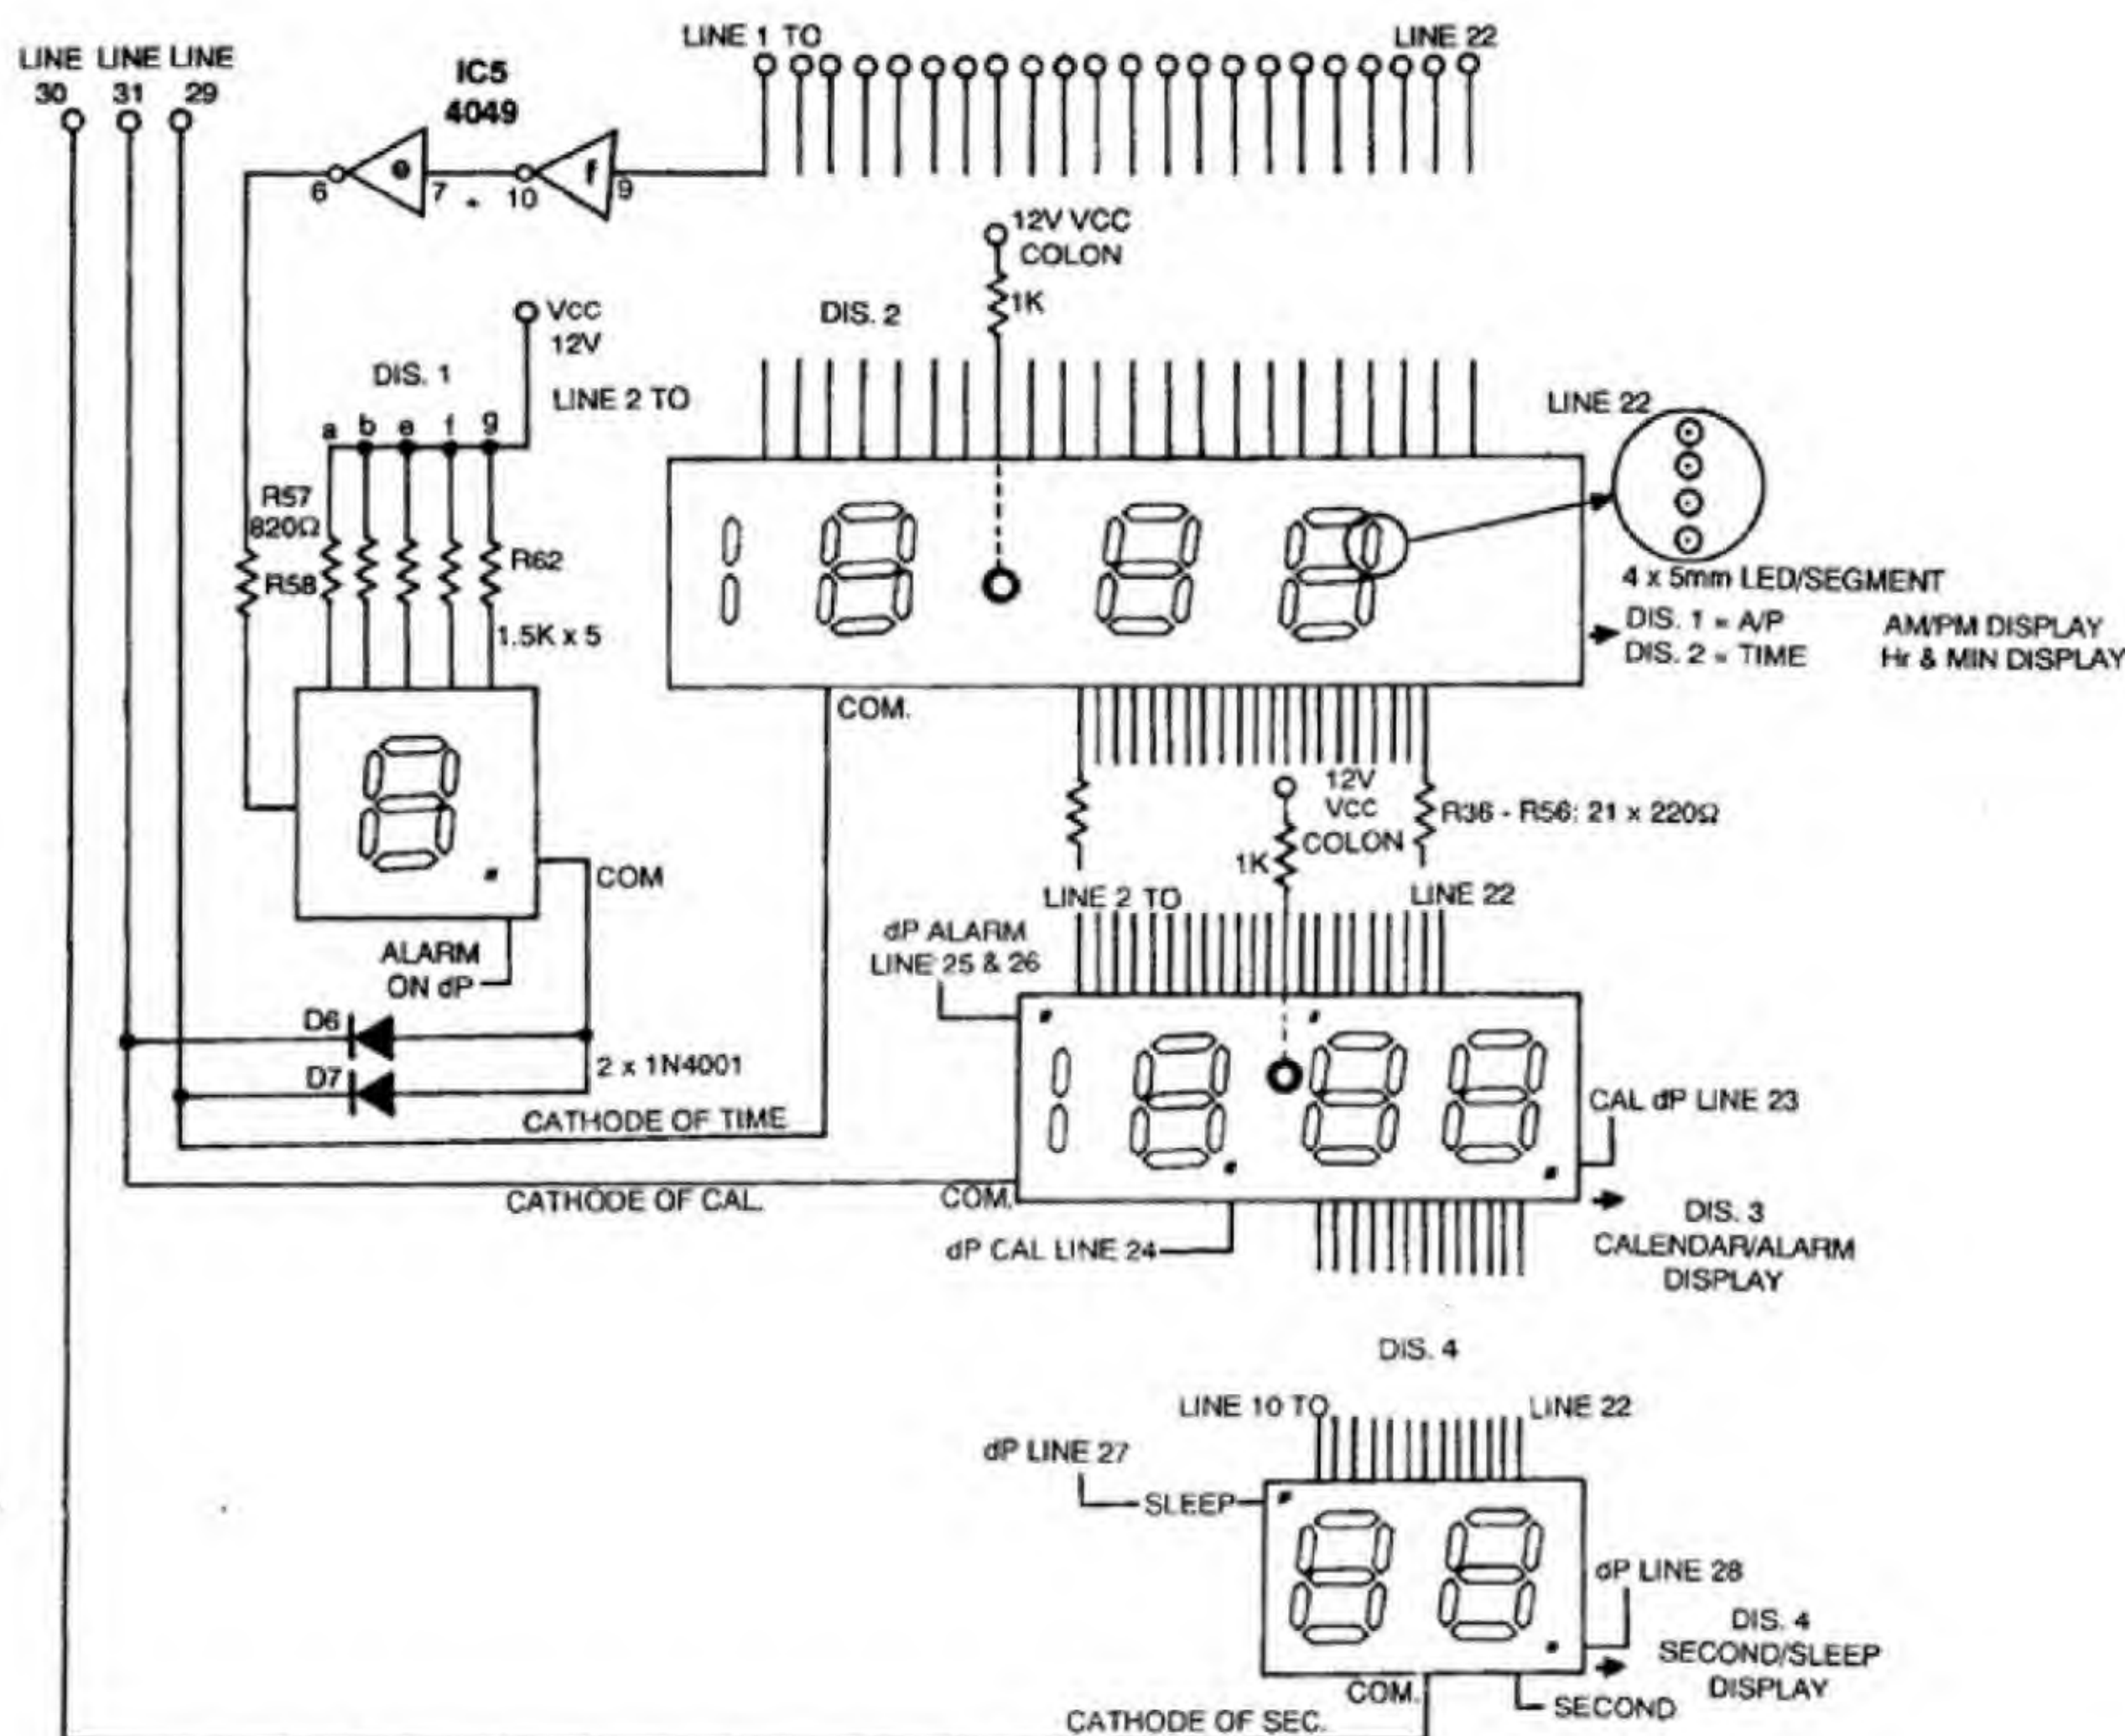 LINE LINE LINE
30 31 29
IC5
4049
LINE 1 TO
LINE 22
6
e
7
10
f
9
12V VCC
COLON
1K
DIS. 2
Vcc
12V
DIS. 1
LINE 2 TO
LINE 22
a b e f g
R57
820Ω
R58
R62
1.5K x 5
4 x 5mm LED/SEGMENT
DIS. 1 = A/P AM/PM DISPLAY
DIS. 2 = TIME Hr & MIN DISPLAY
COM.
12V
VCC
COLON
1K
R36 - R56: 21 x 220Ω
LINE 2 TO
LINE 22
COM
ALARM
ON dP
dP ALARM
LINE 25 & 26
D6
D7
2 x 1N4001
CATHODE OF TIME
CAL dP LINE 23
CATHODE OF CAL.
COM.
dP CAL LINE 24
DIS. 3
CALENDAR/ALARM
DISPLAY
DIS. 4
LINE 10 TO
LINE 22
dP LINE 27
SLEEP
dP LINE 28
DIS. 4
SECOND/SLEEP
DISPLAY
COM.
SECOND
CATHODE OF SEC.